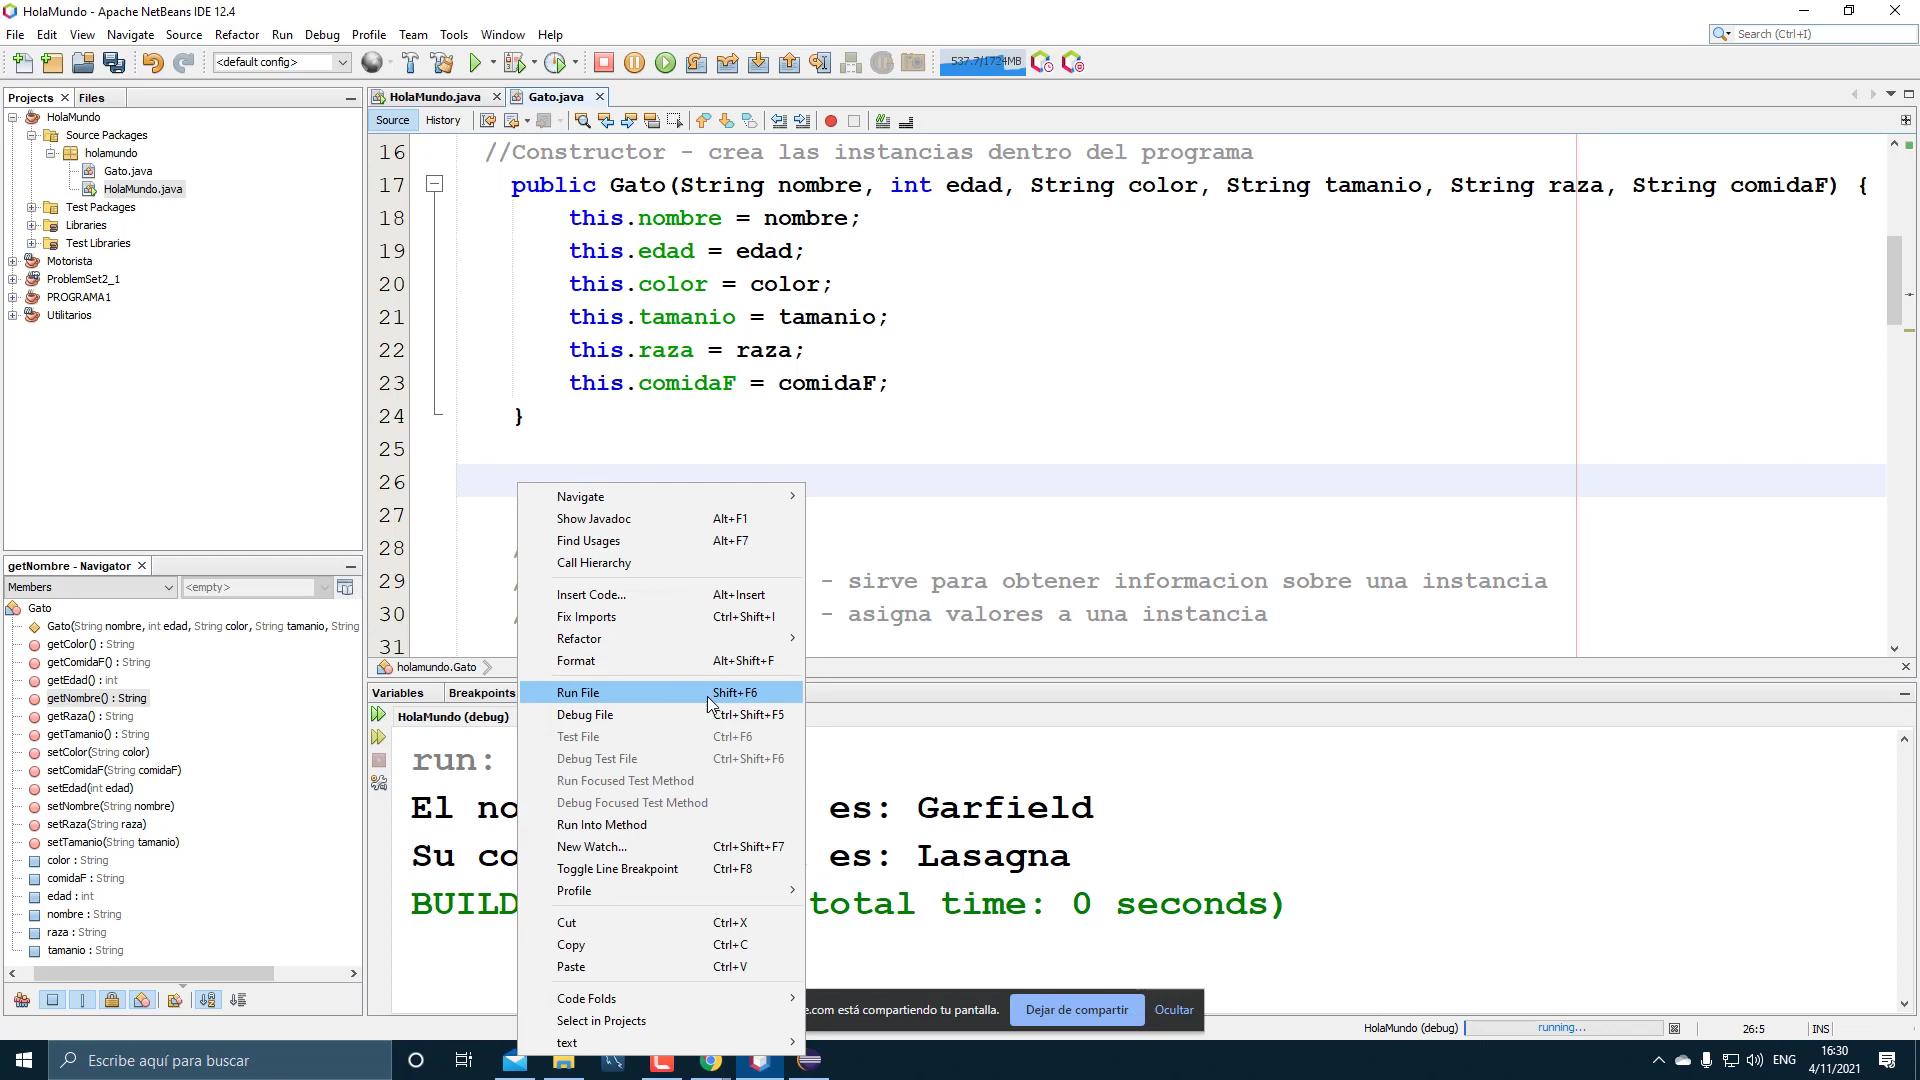 HolaMundo - Apache NetBeans IDE 12.4
File Edit View Navigate Source Refactor Run Debug Profile Team Tools Window Help
Search (Ctrl+I)
<default config>
537.7/1724MB
Projects Files
HolaMundo
Source Packages
holamundo
Gato.java
HolaMundo.java
Test Packages
Libraries
Test Libraries
Motorista
ProblemSet2_1
PROGRAMA1
Utilitarios
getNombre - Navigator
Members <empty>
Gato
Gato(String nombre, int edad, String color, String tamanio, String
getColor() : String
getComidaF() : String
getEdad() : int
getNombre() : String
getRaza() : String
getTamanio() : String
setColor(String color)
setComidaF(String comidaF)
setEdad(int edad)
setNombre(String nombre)
setRaza(String raza)
setTamanio(String tamanio)
color : String
comidaF : String
edad : int
nombre : String
raza : String
tamanio : String
HolaMundo.java Gato.java
Source History
16 //Constructor - crea las instancias dentro del programa
17 public Gato(String nombre, int edad, String color, String tamanio, String raza, String comidaF) {
18 this.nombre = nombre;
19 this.edad = edad;
20 this.color = color;
21 this.tamanio = tamanio;
22 this.raza = raza;
23 this.comidaF = comidaF;
24 }
25
26
27
28 /
29 / - sirve para obtener informacion sobre una instancia
30 / - asigna valores a una instancia
31
holamundo.Gato
Variables Breakpoints
HolaMundo (debug)
run:
El no es: Garfield
Su co es: Lasagna
BUILD total time: 0 seconds)
Navigate
Show Javadoc Alt+F1
Find Usages Alt+F7
Call Hierarchy
Insert Code... Alt+Insert
Fix Imports Ctrl+Shift+I
Refactor
Format Alt+Shift+F
Run File Shift+F6
Debug File Ctrl+Shift+F5
Test File Ctrl+F6
Debug Test File Ctrl+Shift+F6
Run Focused Test Method
Debug Focused Test Method
Run Into Method
New Watch... Ctrl+Shift+F7
Toggle Line Breakpoint Ctrl+F8
Profile
Cut Ctrl+X
Copy Ctrl+C
Paste Ctrl+V
Code Folds
Select in Projects
text
e.com está compartiendo tu pantalla. Dejar de compartir Ocultar
HolaMundo (debug) running... 26:5 INS
Escribe aquí para buscar
ENG
16:30
4/11/2021